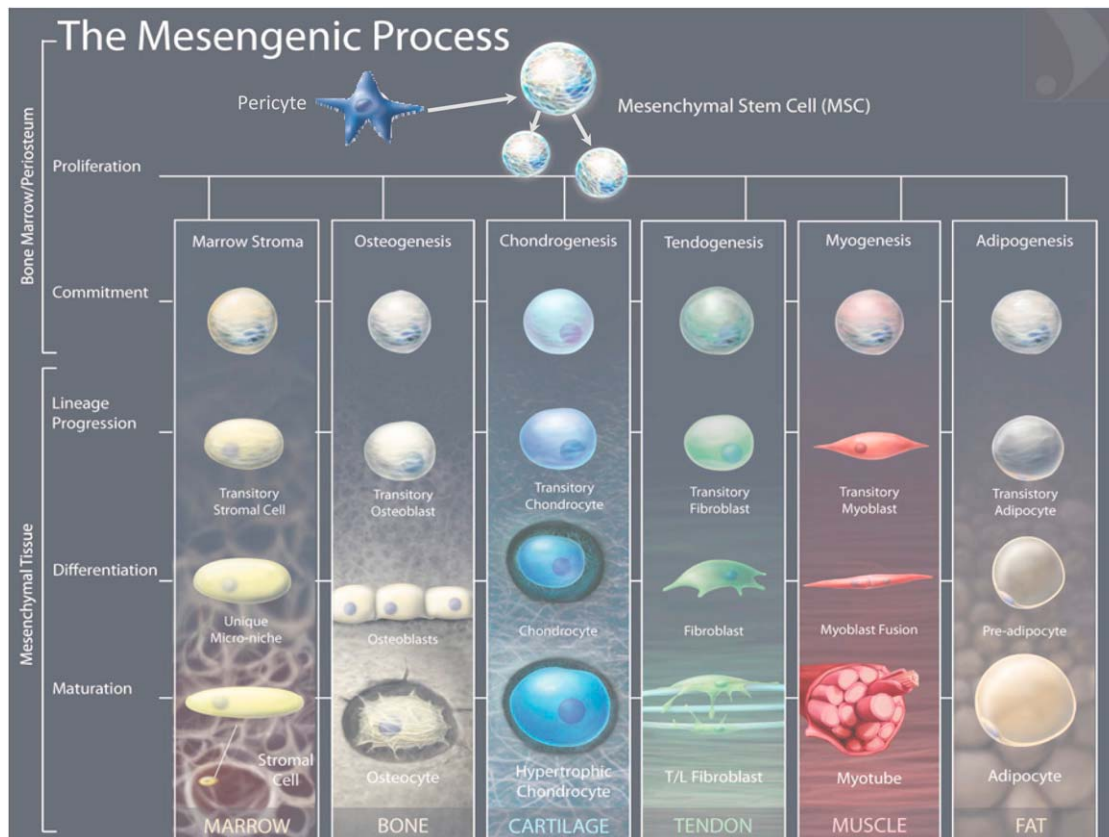 The Mesengenic Process
Pericyte
Mesenchymal Stem Cell (MSC)
Bone Marrow/Periosteum
Proliferation
Marrow Stroma
Osteogenesis
Chondrogenesis
Tendogenesis
Myogenesis
Adipogenesis
Commitment
Mesenchymal Tissue
Lineage
Progression
Transitory
Stromal Cell
Transitory
Osteoblast
Transitory
Chondrocyte
Transitory
Fibroblast
Transitory
Myoblast
Transistory
Adipocyte
Differentiation
Unique
Micro-niche
Osteoblasts
Chondrocyte
Fibroblast
Myoblast Fusion
Pre-adipocyte
Maturation
Stromal
Cell
Osteocyte
Hypertrophic
Chondrocyte
T/L Fibroblast
Myotube
Adipocyte
MARROW
BONE
CARTILAGE
TENDON
MUSCLE
FAT